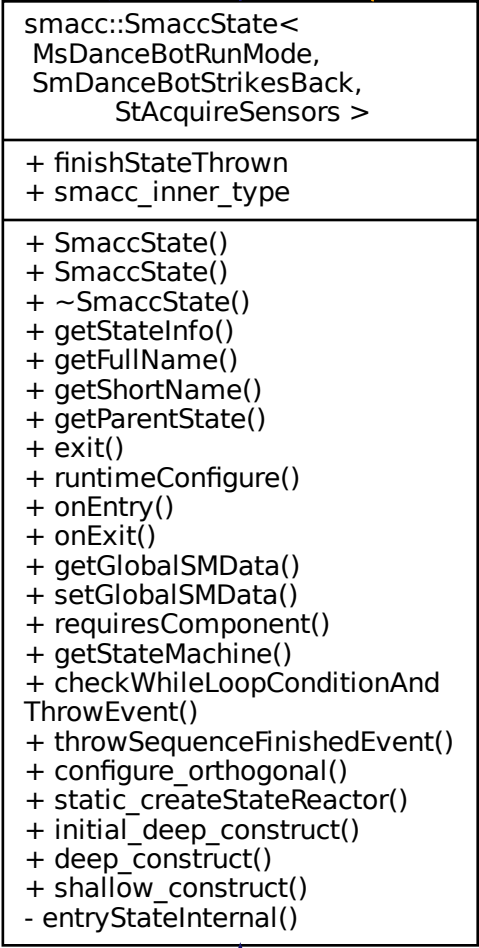 smacc::SmaccState<
MsDanceBotRunMode,
SmDanceBotStrikesBack,
StAcquireSensors >
+ finishStateThrown
+ smacc_inner_type
+ SmaccState()
+ SmaccState()
+ ~SmaccState()
+ getStateInfo()
+ getFullName()
+ getShortName()
+ getParentState()
+ exit()
+ runtimeConfigure()
+ onEntry()
+ onExit()
+ getGlobalSMData()
+ setGlobalSMData()
+ requiresComponent()
+ getStateMachine()
+ checkWhileLoopConditionAnd
ThrowEvent()
+ throwSequenceFinishedEvent()
+ configure_orthogonal()
+ static_createStateReactor()
+ initial_deep_construct()
+ deep_construct()
+ shallow_construct()
- entryStateInternal()